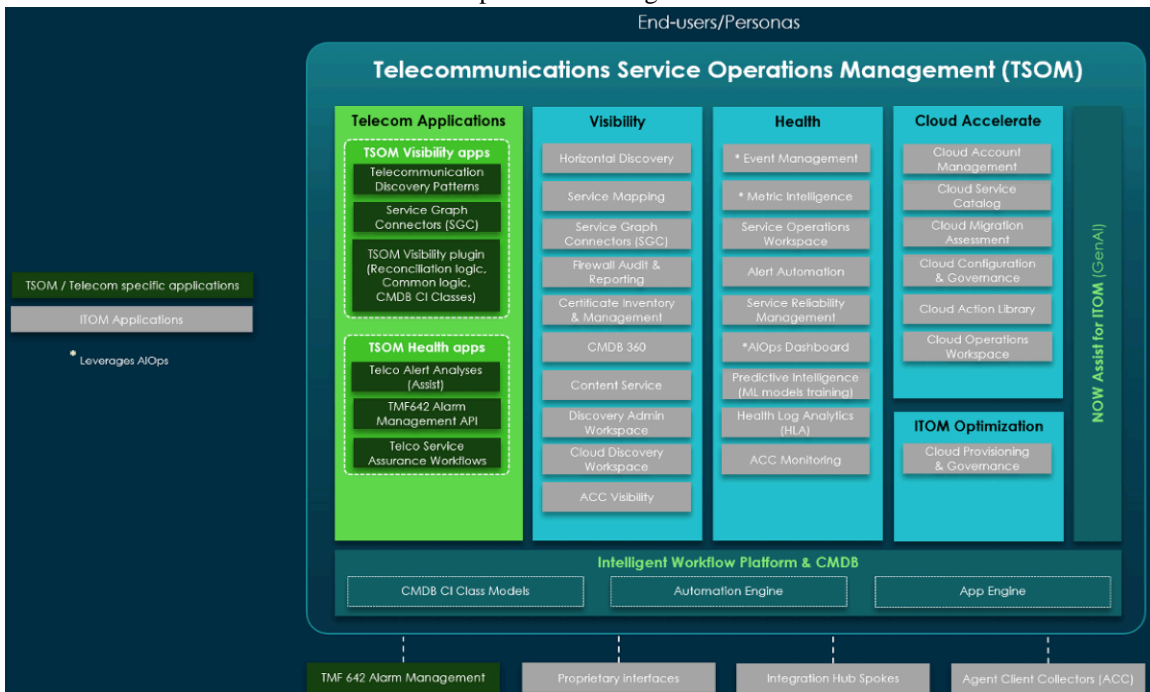 End-users/Personas
Telecommunications Service Operations Management (TSOM)
Telecom Applications
TSOM Visibility apps
Telecommunication
Discovery Patterns
Service Graph
Connectors (SGC)
TSOM Visibility plugin
(Reconciliation logic,
Common logic,
CMDB CI Classes)
TSOM Health apps
Telco Alert Analyses
(Assist)
TMF642 Alarm
Management API
Telco Service
Assurance Workflows
Visibility
Horizontal Discovery
Service Mapping
Service Graph
Connectors (SGC)
Firewall Audit &
Reporting
Certificate Inventory
& Management
CMDB 360
Content Service
Discovery Admin
Workspace
Cloud Discovery
Workspace
ACC Visibility
Health
* Event Management
* Metric Intelligence
Service Operations
Workspace
Alert Automation
Service Reliability
Management
*AIOps Dashboard
Predictive Intelligence
(ML models training)
Health Log Analytics
(HLA)
ACC Monitoring
Cloud Accelerate
Cloud Account
Management
Cloud Service
Catalog
Cloud Migration
Assessment
Cloud Configuration
& Governance
Cloud Action Library
Cloud Operations
Workspace
ITOM Optimization
Cloud Provisioning
& Governance
NOW Assist for ITOM (GenAI)
TSOM / Telecom specific applications
ITOM Applications
* Leverages AIOps
Intelligent Workflow Platform & CMDB
CMDB CI Class Models
Automation Engine
App Engine
TMF 642 Alarm Management
Proprietary interfaces
Integration Hub Spokes
Agent Client Collectors (ACC)